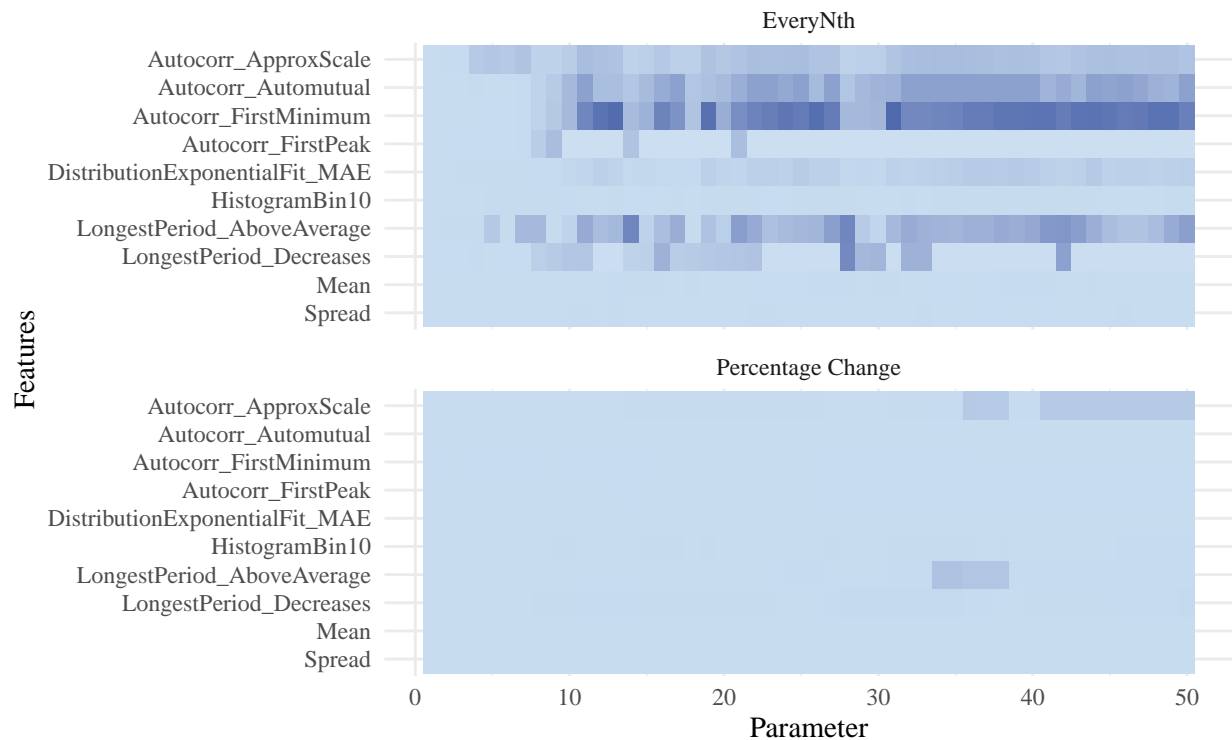 EveryNth
Autocorr_ApproxScale
Autocorr_Automutual
Autocorr_FirstMinimum
Autocorr_FirstPeak
DistributionExponentialFit_MAE
HistogramBin10
LongestPeriod_AboveAverage
LongestPeriod_Decreases
Mean
Spread
Features
Percentage Change
Autocorr_ApproxScale
Autocorr_Automutual
Autocorr_FirstMinimum
Autocorr_FirstPeak
DistributionExponentialFit_MAE
HistogramBin10
LongestPeriod_AboveAverage
LongestPeriod_Decreases
Mean
Spread
0 10 20 30 40 50
Parameter